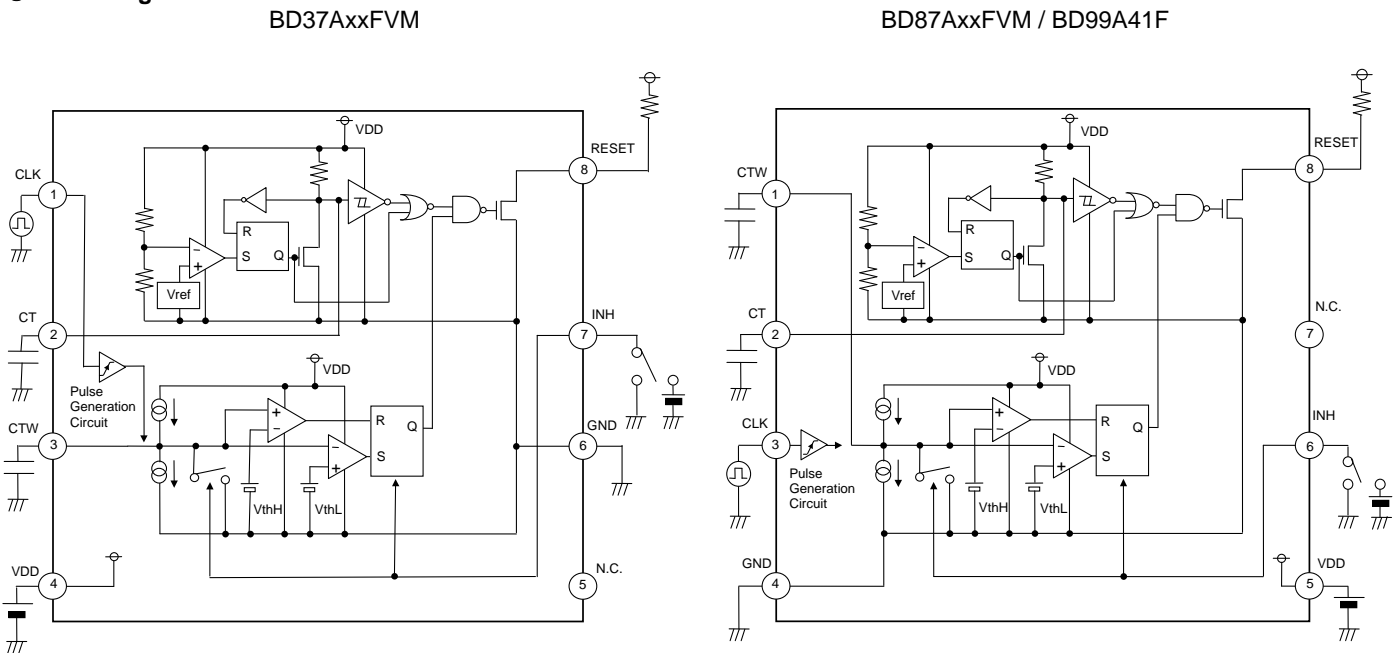 BD37AxxFVM
BD87AxxFVM / BD99A41F
VDD
RESET
8
CLK
1
R
S
Q
Vref
CT
2
INH
7
VDD
Pulse
Generation
Circuit
CTW
3
R
S
Q
GND
6
VthH
VthL
VDD
4
N.C.
5
VDD
RESET
8
CTW
1
R
S
Q
Vref
CT
2
N.C.
7
VDD
CLK
3
Pulse
Generation
Circuit
R
S
Q
INH
6
VthH
VthL
GND
4
VDD
5